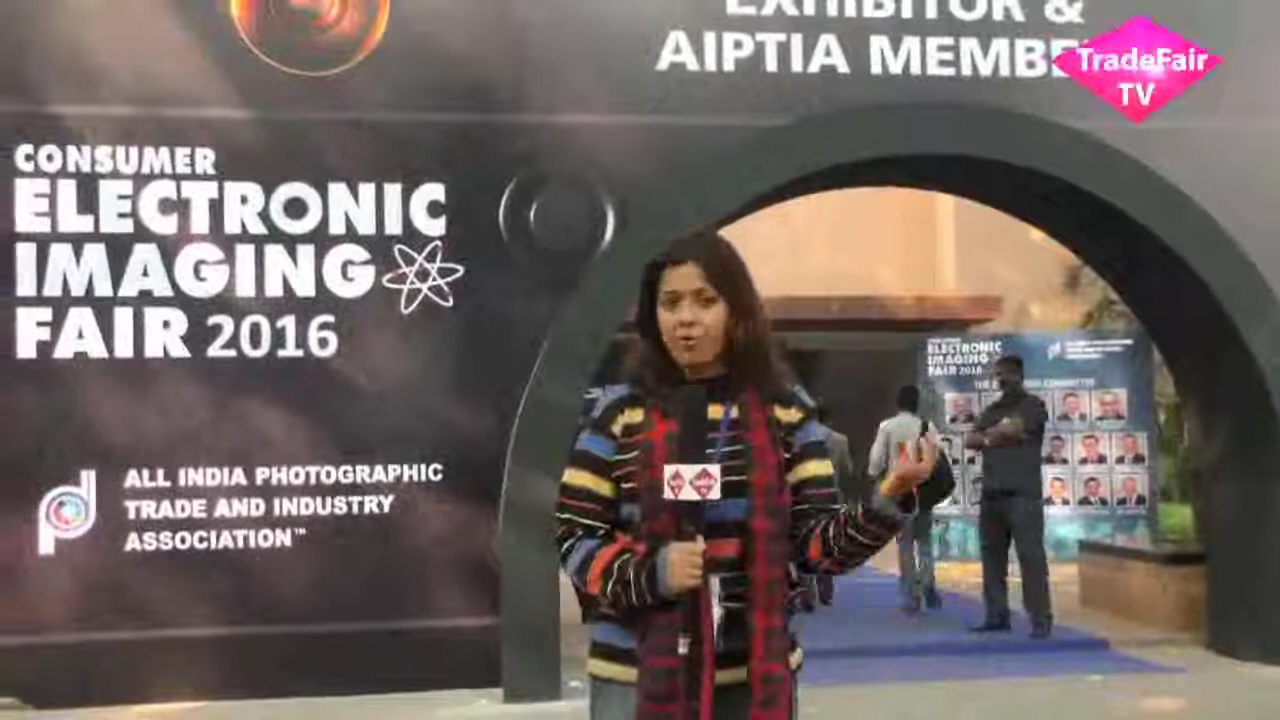 EXHIBITOR &
AIPTIA MEMBE
TradeFair
TV
CONSUMER
ELECTRONIC
IMAGING
FAIR 2016
ALL INDIA PHOTOGRAPHIC
TRADE AND INDUSTRY
ASSOCIATION™
ELECTRONIC
IMAGING
FAIR 2016